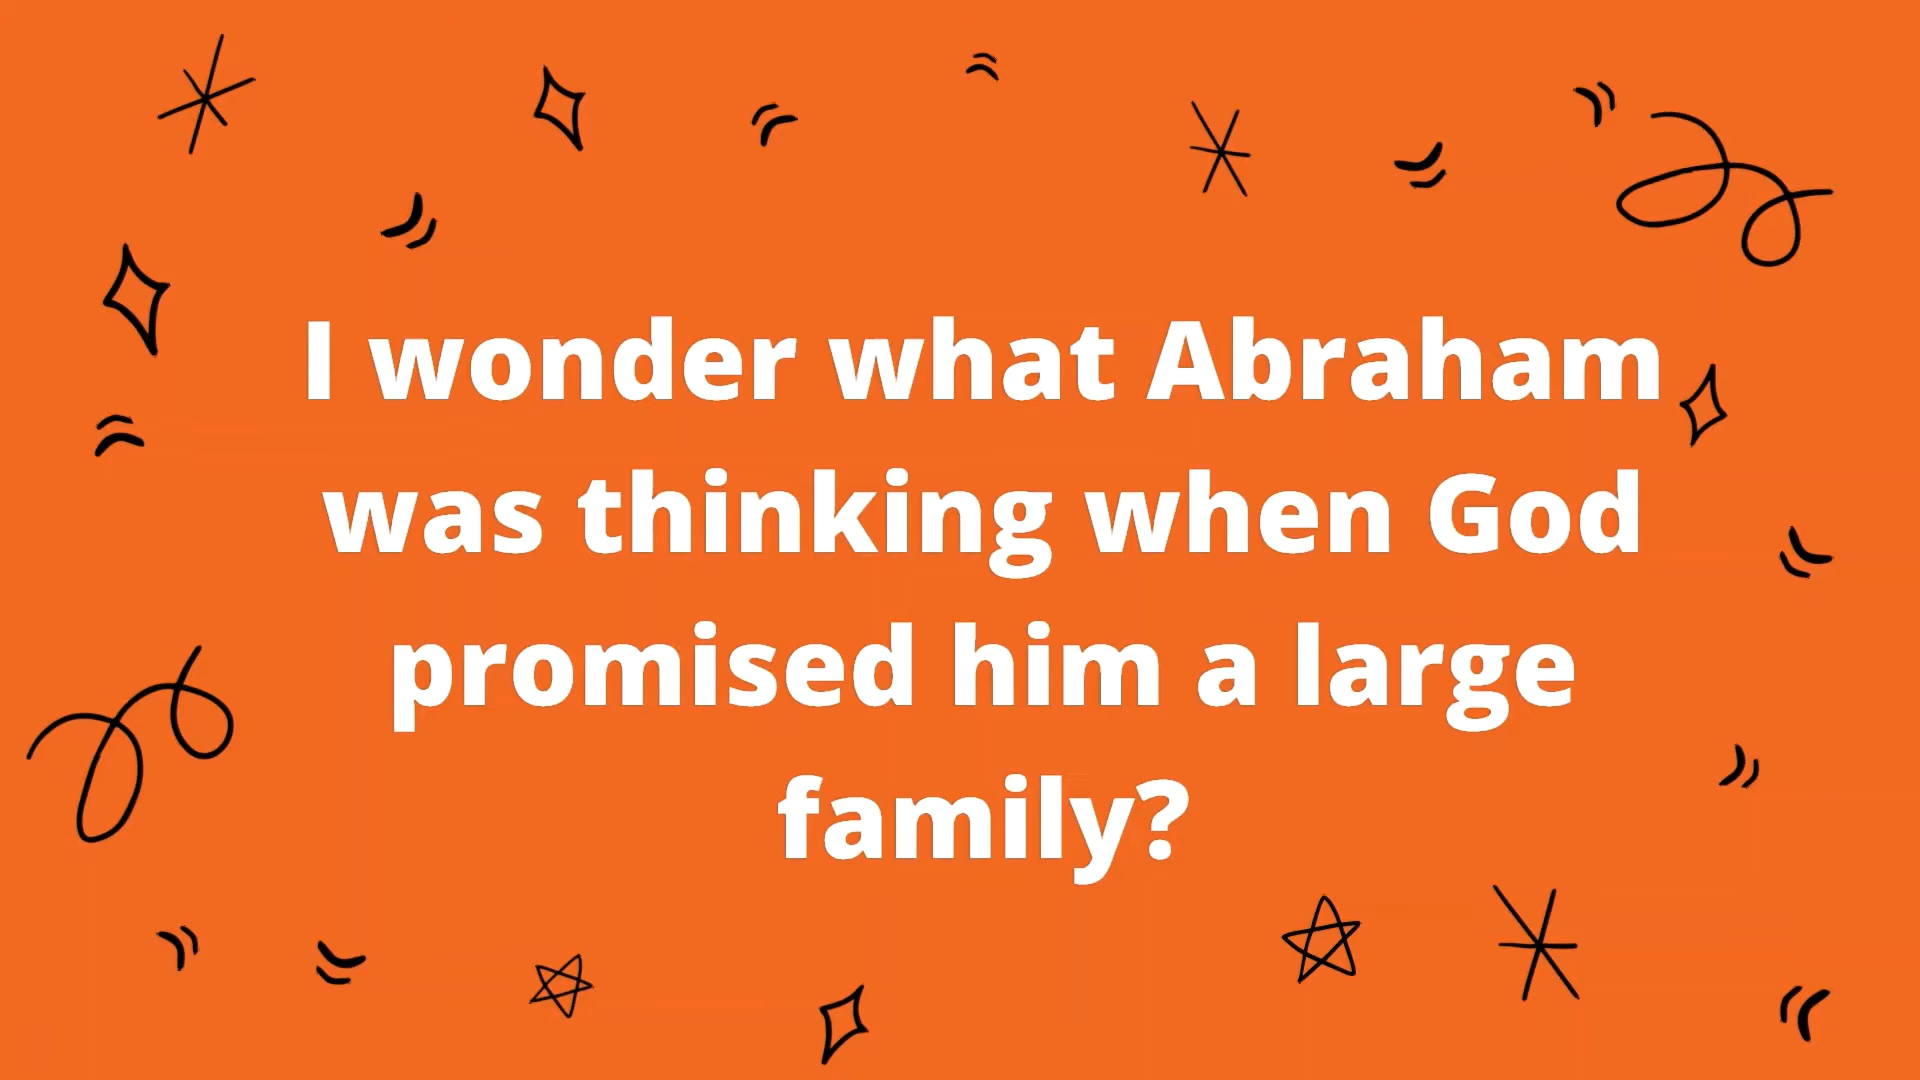 I wonder what Abraham
was thinking when God
promised him a large
family?